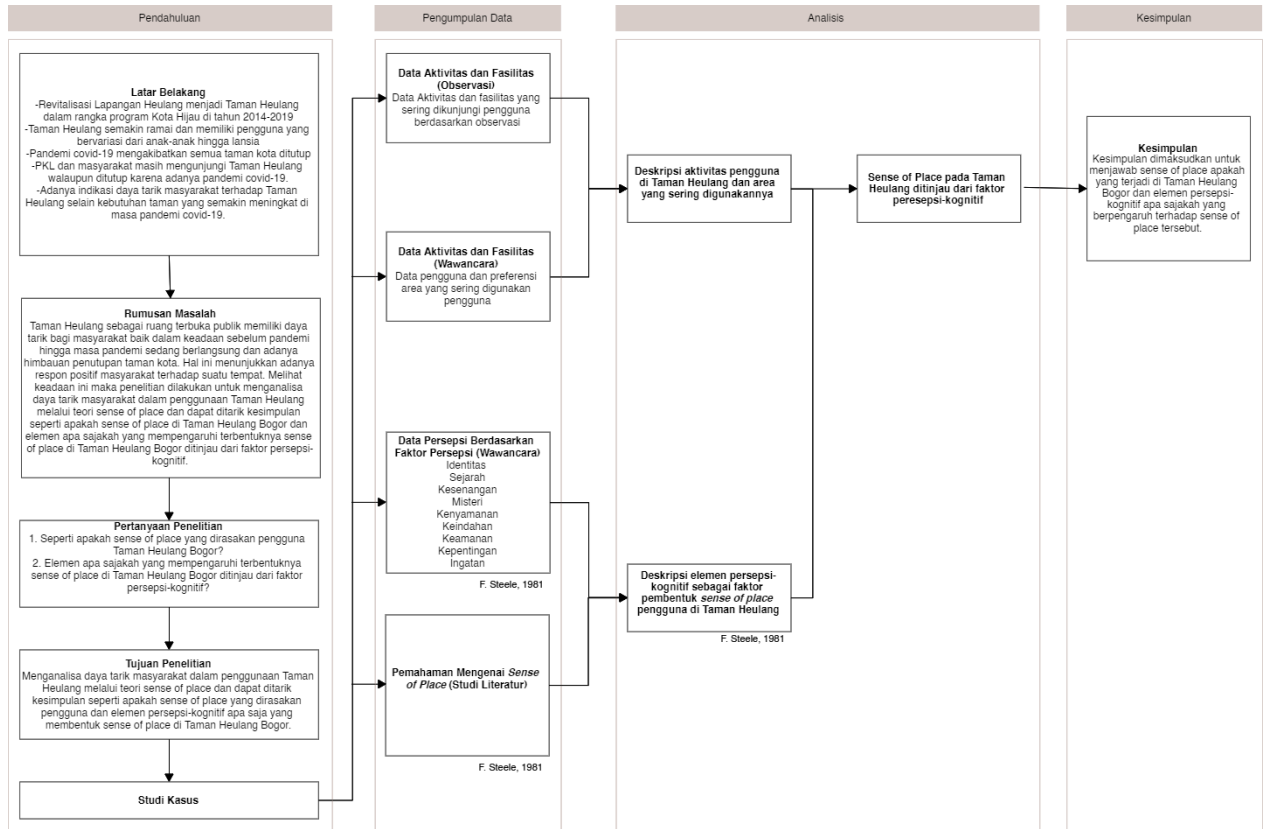 Pendahuluan
Pengumpulan Data
Analisis
Kesimpulan
Latar Belakang
-Revitalisasi Lapangan Heulang menjadi Taman Heulang
dalam rangka program Kota Hijau di tahun 2014-2019
-Taman Heulang semakin ramai dan memiliki pengguna yang
bervariasi dari anak-anak hingga lansia
-Pandemi covid-19 mengakibatkan semua taman kota ditutup
-PKL dan masyarakat masih mengunjungi Taman Heulang
walaupun ditutup karena adanya pandemi covid-19.
-Adanya indikasi daya tarik masyarakat terhadap Taman
Heulang selain kebutuhan taman yang semakin meningkat di
masa pandemi covid-19.
Rumusan Masalah
Taman Heulang sebagai ruang terbuka publik memiliki daya
tarik bagi masyarakat baik dalam keadaan sebelum pandemi
hingga masa pandemi sedang berlangsung dan adanya
himbauan penutupan taman kota. Hal ini menunjukkan adanya
respon positif masyarakat terhadap suatu tempat. Melihat
keadaan ini maka penelitian dilakukan untuk menganalisa
daya tarik masyarakat dalam penggunaan Taman Heulang
melalui teori sense of place dan dapat ditarik kesimpulan
seperti apakah sense of place di Taman Heulang Bogor dan
elemen apa sajakah yang mempengaruhi terbentuknya sense
of place di Taman Heulang Bogor ditinjau dari faktor persepsi-
kognitif.
Pertanyaan Penelitian
1. Seperti apakah sense of place yang dirasakan pengguna
Taman Heulang Bogor?
2. Elemen apa sajakah yang mempengaruhi terbentuknya
sense of place di Taman Heulang Bogor ditinjau dari faktor
persepsi-kognitif?
Tujuan Penelitian
Menganalisa daya tarik masyarakat dalam penggunaan Taman
Heulang melalui teori sense of place dan dapat ditarik
kesimpulan seperti apakah sense of place yang dirasakan
pengguna dan elemen persepsi-kognitif apa saja yang
membentuk sense of place di Taman Heulang Bogor.
Studi Kasus
Data Aktivitas dan Fasilitas
(Observasi)
Data Aktivitas dan fasilitas yang
sering dikunjungi pengguna
berdasarkan observasi
Data Aktivitas dan Fasilitas
(Wawancara)
Data pengguna dan preferensi
area yang sering digunakan
pengguna
Data Persepsi Berdasarkan
Faktor Persepsi (Wawancara)
Identitas
Sejarah
Kesenangan
Misteri
Kenyamanan
Keindahan
Keamanan
Kepentingan
Ingatan
F. Steele, 1981
Pemahaman Mengenai Sense
of Place (Studi Literatur)
F. Steele, 1981
Deskripsi aktivitas pengguna
di Taman Heulang dan area
yang sering digunakannya
Deskripsi elemen persepsi-
kognitif sebagai faktor
pembentuk sense of place
pengguna di Taman Heulang
F. Steele, 1981
Sense of Place pada Taman
Heulang ditinjau dari faktor
peresepsi-kognitif
Kesimpulan
Kesimpulan dimaksudkan untuk
menjawab sense of place apakah
yang terjadi di Taman Heulang
Bogor dan elemen persepsi-
kognitif apa sajakah yang
berpengaruh terhadap sense of
place tersebut.